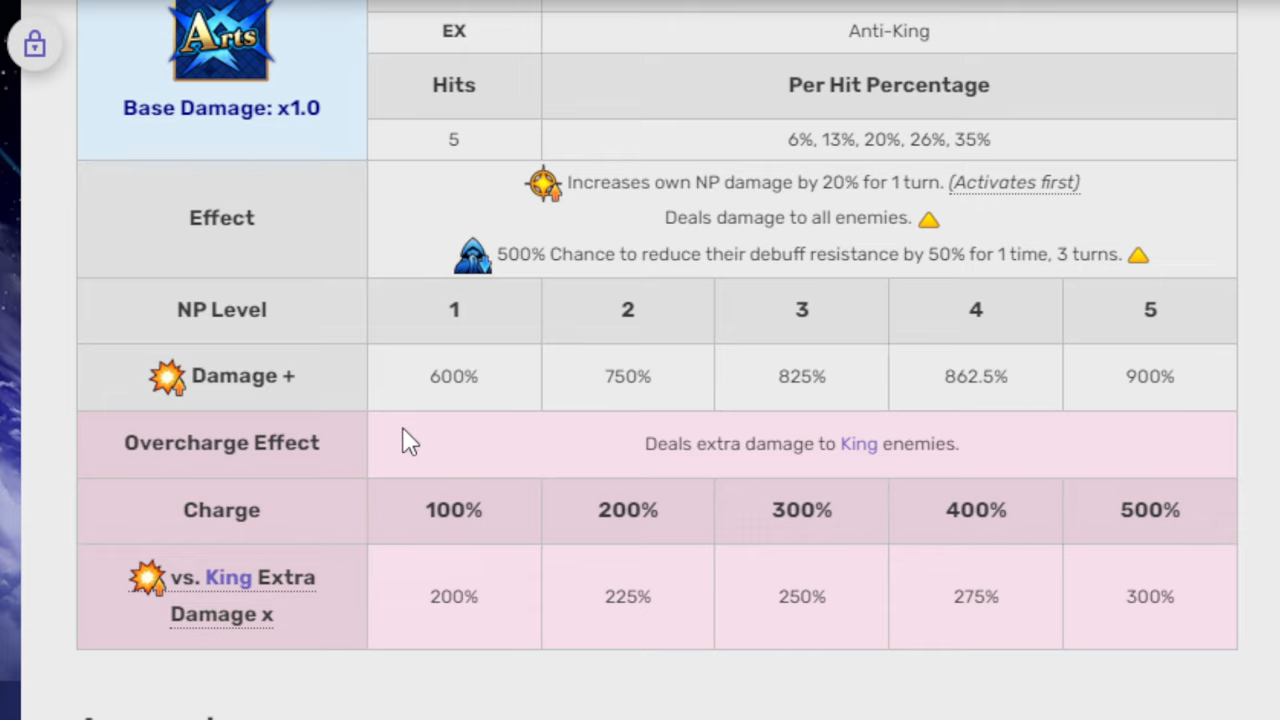 Arts
Base Damage: x1.0
EX
Anti-King
Hits
Per Hit Percentage
5
6%, 13%, 20%, 26%, 35%
Effect
Increases own NP damage by 20% for 1 turn. (Activates first)
Deals damage to all enemies.
500% Chance to reduce their debuff resistance by 50% for 1 time, 3 turns.
NP Level
1
2
3
4
5
Damage +
600%
750%
825%
862.5%
900%
Overcharge Effect
Deals extra damage to King enemies.
Charge
100%
200%
300%
400%
500%
vs. King Extra
Damage x
200%
225%
250%
275%
300%